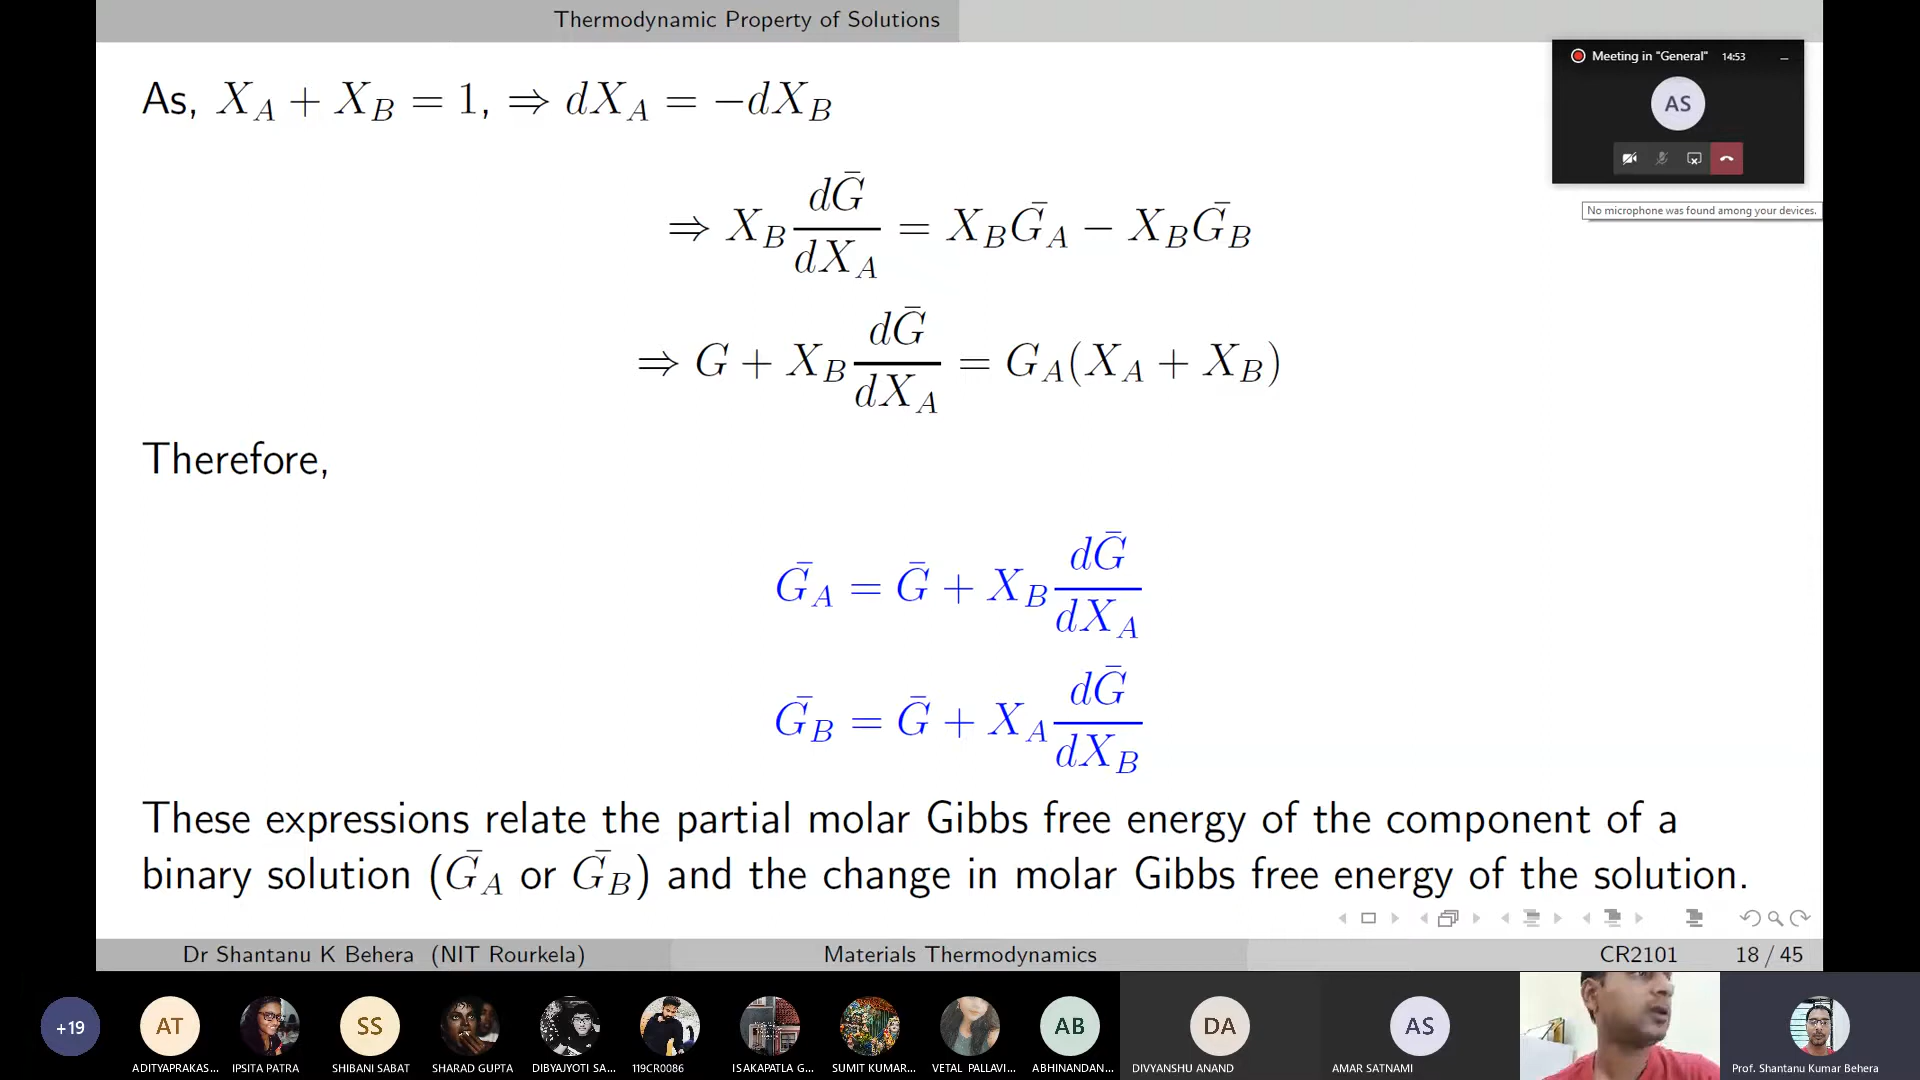 Thermodynamic Property of Solutions
Meeting in "General" 14:53
AS
No microphone was found among your devices.
As, X_A + X_B = 1, ⇒ dX_A = −dX_B
⇒ X_B dḠ/dX_A = X_B Ḡ_A − X_B Ḡ_B
⇒ G + X_B dḠ/dX_A = G_A(X_A + X_B)
Therefore,
Ḡ_A = Ḡ + X_B dḠ/dX_A
Ḡ_B = Ḡ + X_A dḠ/dX_B
These expressions relate the partial molar Gibbs free energy of the component of a
binary solution (Ḡ_A or Ḡ_B) and the change in molar Gibbs free energy of the solution.
Dr Shantanu K Behera (NIT Rourkela) Materials Thermodynamics CR2101 18 / 45
+19 AT SS AB DA AS
ADITYAPRAKAS... IPSITA PATRA SHIBANI SABAT SHARAD GUPTA DIBYAJYOTI SA... 119CR0086 ISAKAPATLA G... SUMIT KUMAR... VETAL PALLAVI... ABHINANDAN... DIVYANSHU ANAND AMAR SATNAMI Prof. Shantanu Kumar Behera